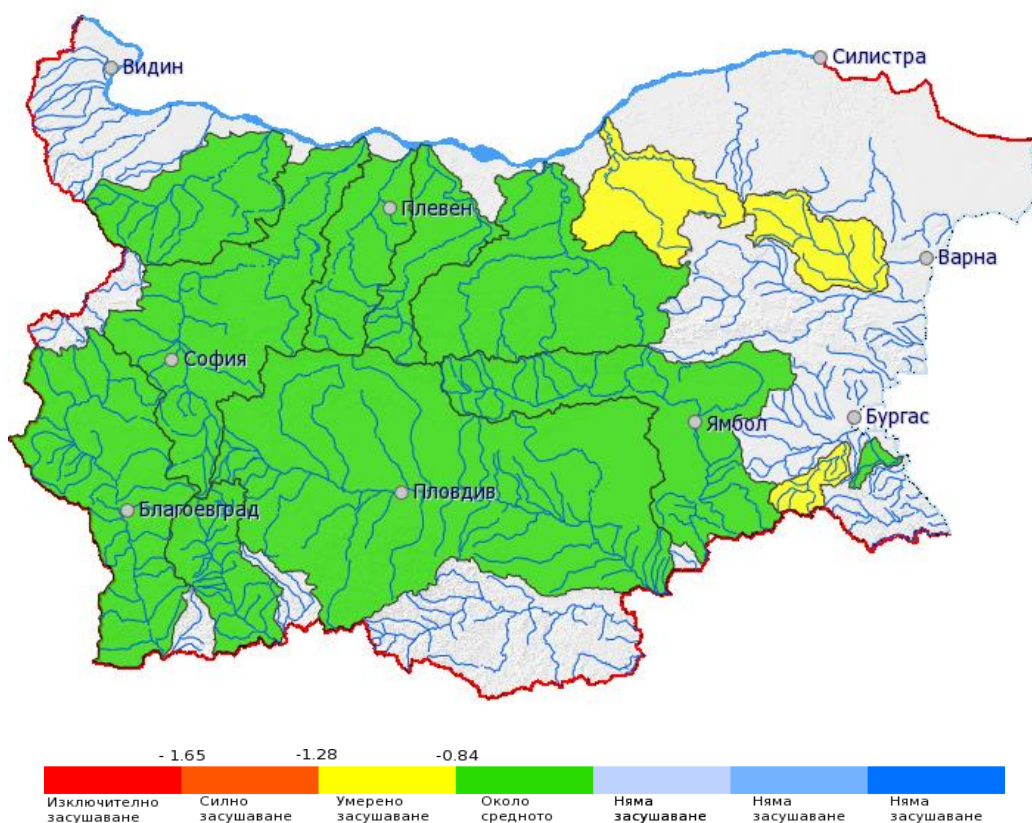 Видин
Силистра
Плевен
Варна
София
Ямбол
Бургас
Пловдив
Благоевград
- 1.65 -1.28 -0.84
Изключително Силно Умерено Около Няма Няма Няма
засушаване засушаване засушаване средното засушаване засушаване засушаване